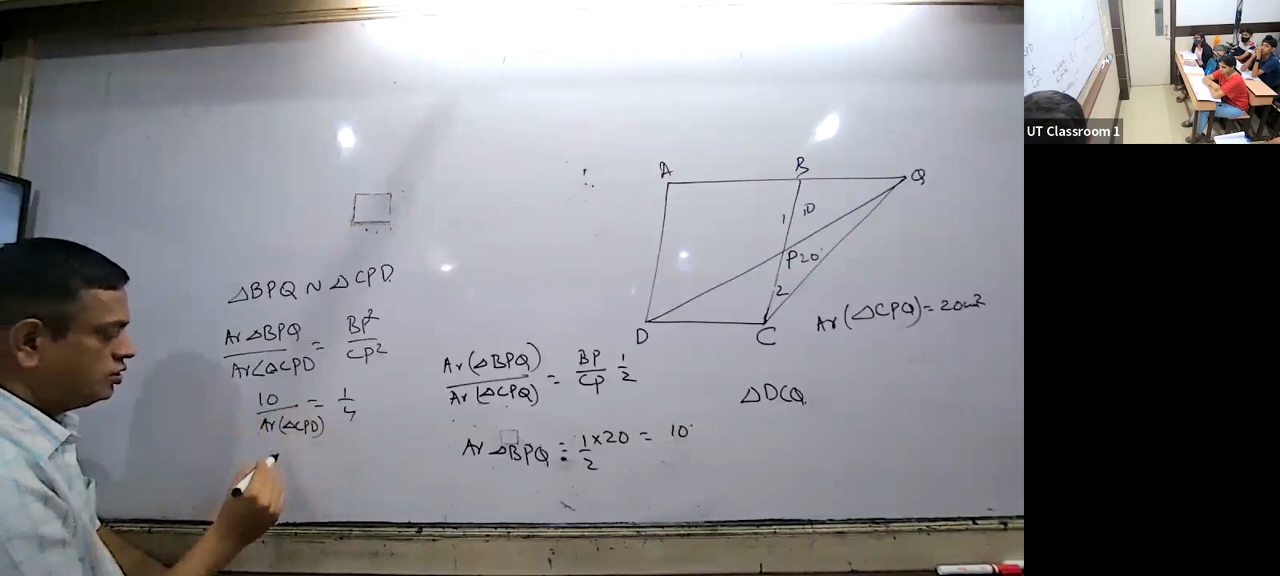 UT Classroom 1
A B Q
1 10
P 20
2
D C
Ar (△CPQ) = 20cm²
△BPQ ~ △CPD
Ar △BPQ / Ar △CPD = BP² / CP²
10 / Ar (△CPD) = 1 / 4
Ar (△BPQ) / Ar (△CPQ) = BP / CP 1 / 2
Ar △BPQ = 1 / 2 × 20 = 10
△DCQ